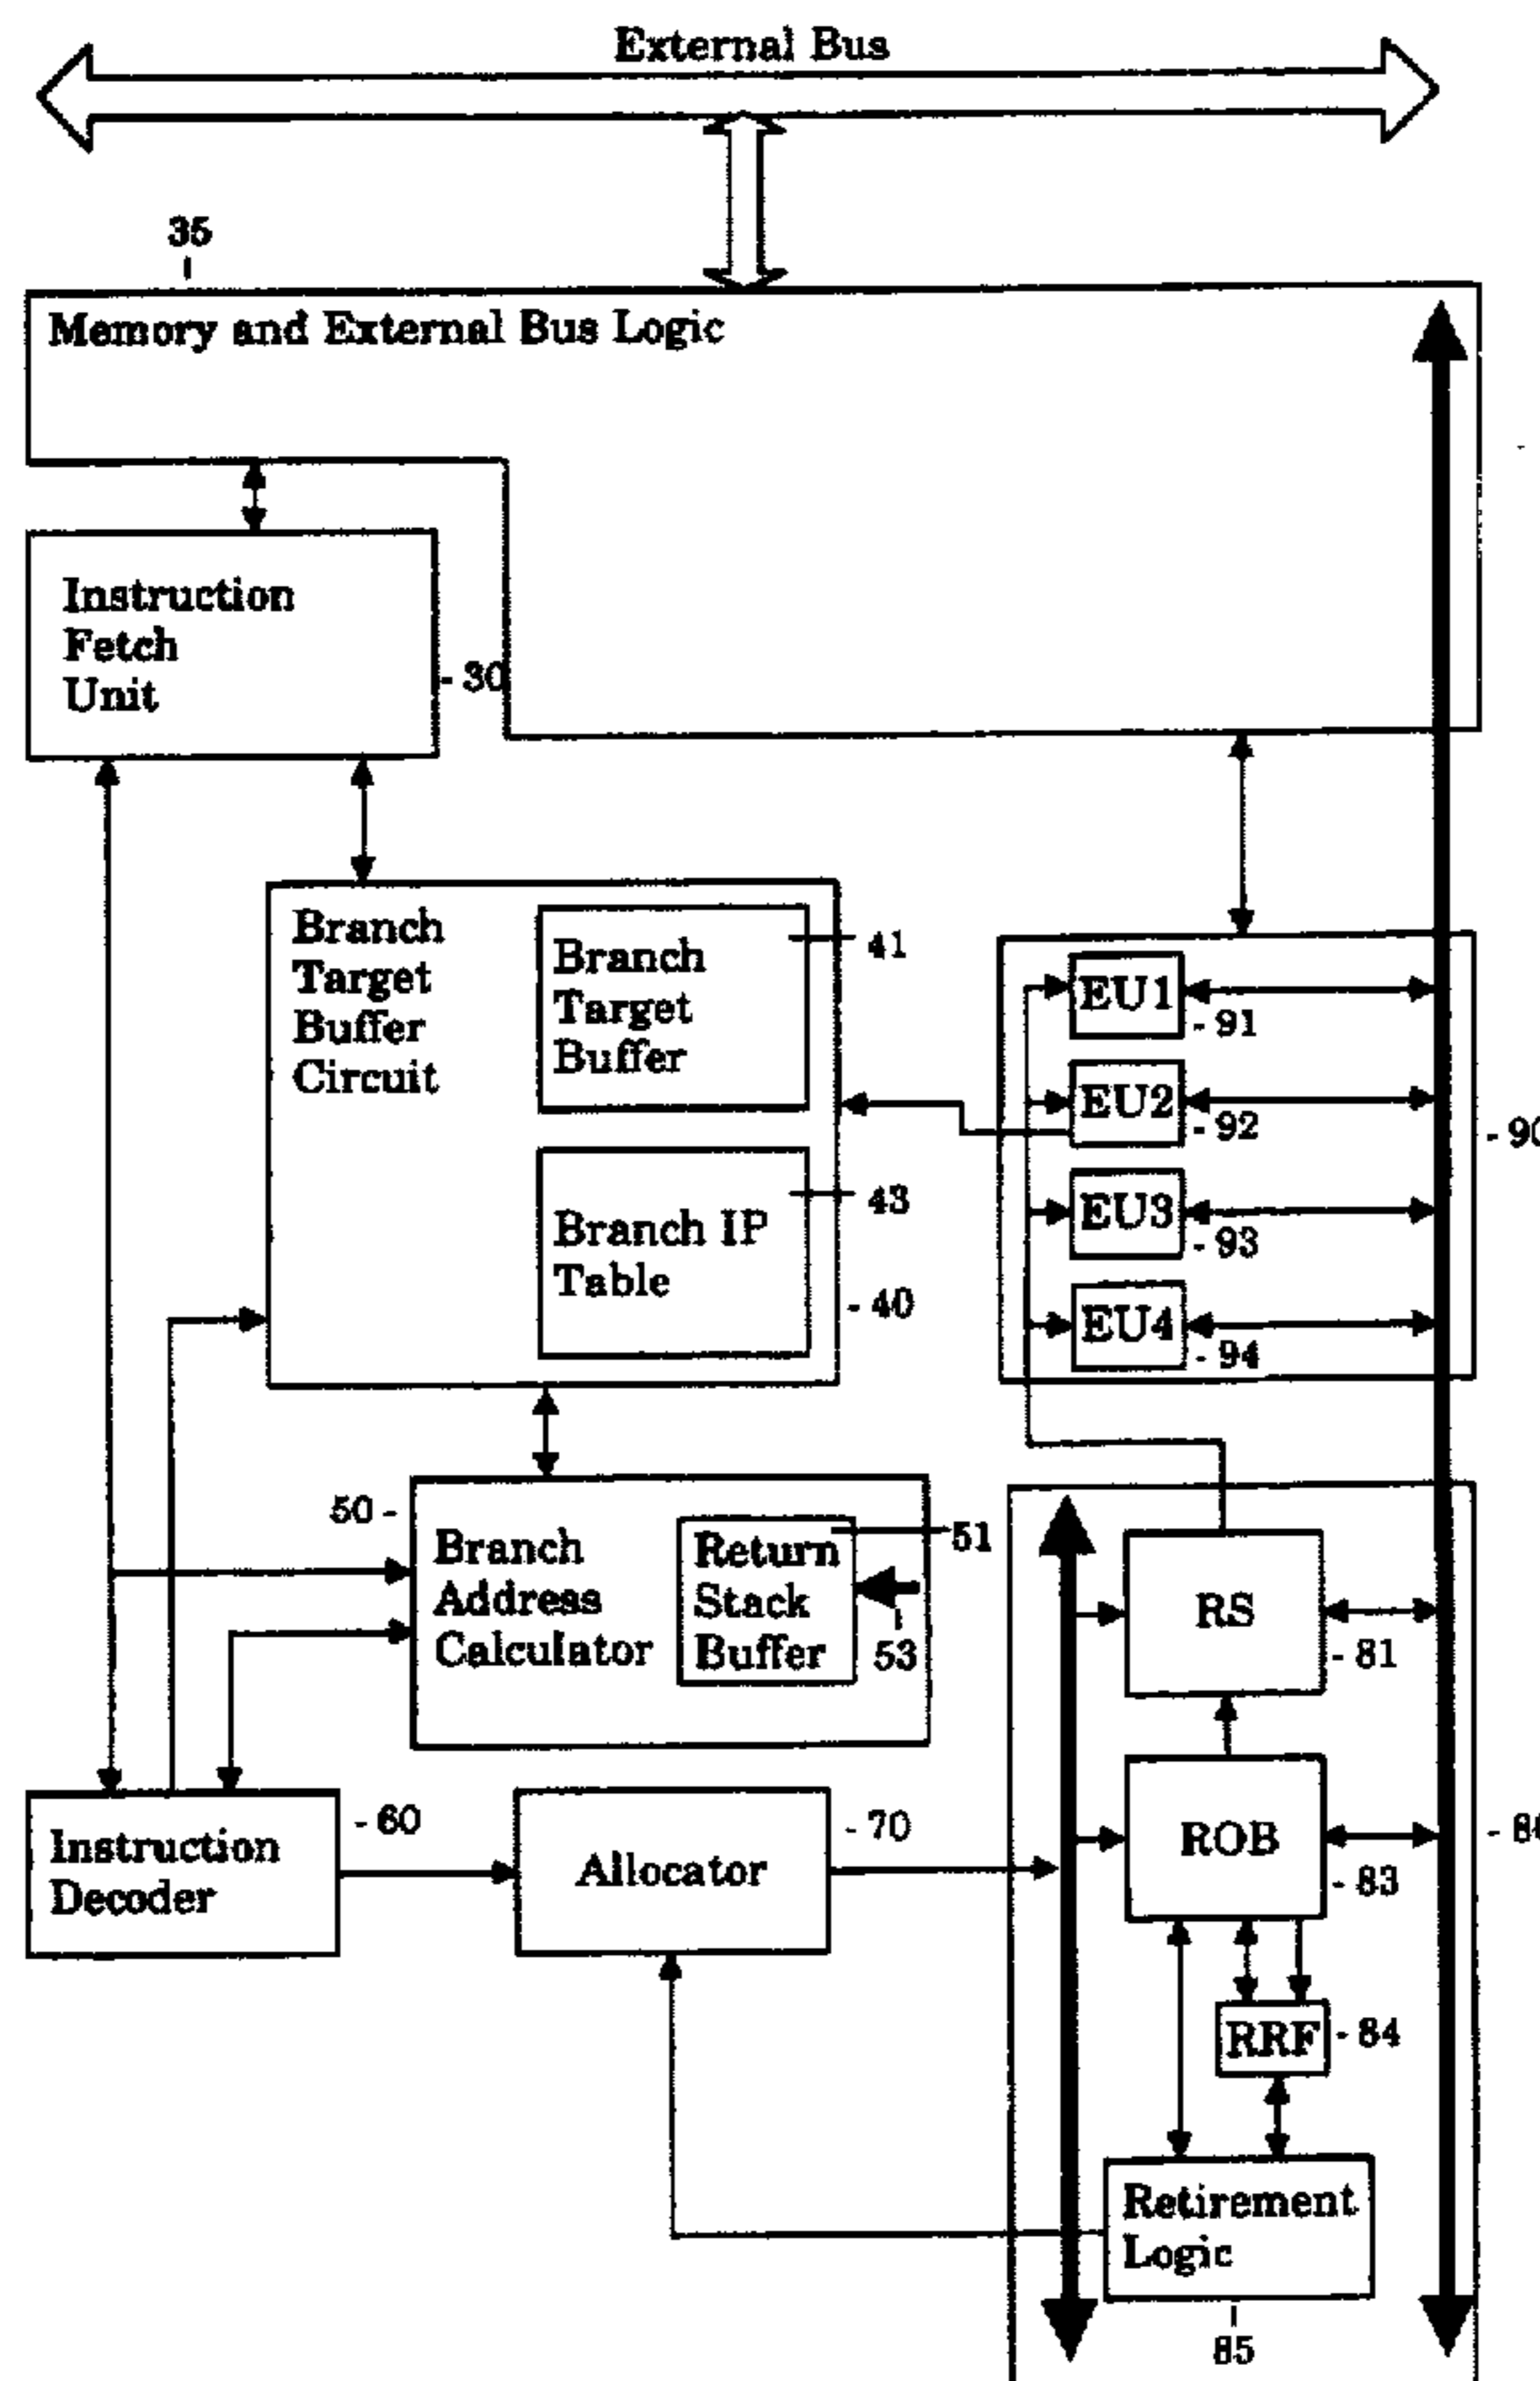 External Bus
35
Memory and External Bus Logic
Instruction
Fetch
Unit
- 30
Branch
Target
Buffer
Circuit
Branch
Target
Buffer
41
Branch IP
Table
43
- 40
EU1
- 91
EU2
- 92
EU3
- 93
EU4
- 94
- 90
50 -
Branch
Address
Calculator
Return
Stack
Buffer
51
53
RS
- 81
Instruction
Decoder
- 60
Allocator
- 70
ROB
- 83
RRF
- 84
Retirement
Logic
85